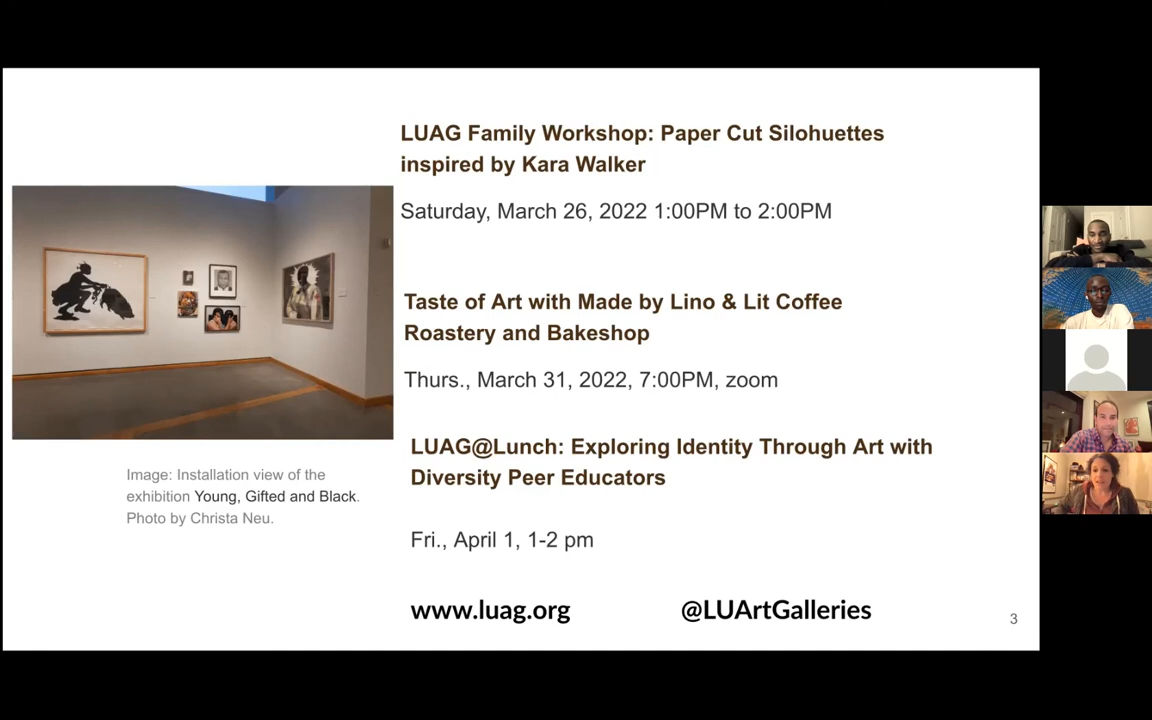 LUAG Family Workshop: Paper Cut Silohuettes
inspired by Kara Walker
Saturday, March 26, 2022 1:00PM to 2:00PM
Taste of Art with Made by Lino & Lit Coffee
Roastery and Bakeshop
Thurs., March 31, 2022, 7:00PM, zoom
LUAG@Lunch: Exploring Identity Through Art with
Diversity Peer Educators
Fri., April 1, 1-2 pm
Image: Installation view of the
exhibition Young, Gifted and Black.
Photo by Christa Neu.
www.luag.org
@LUArtGalleries
3